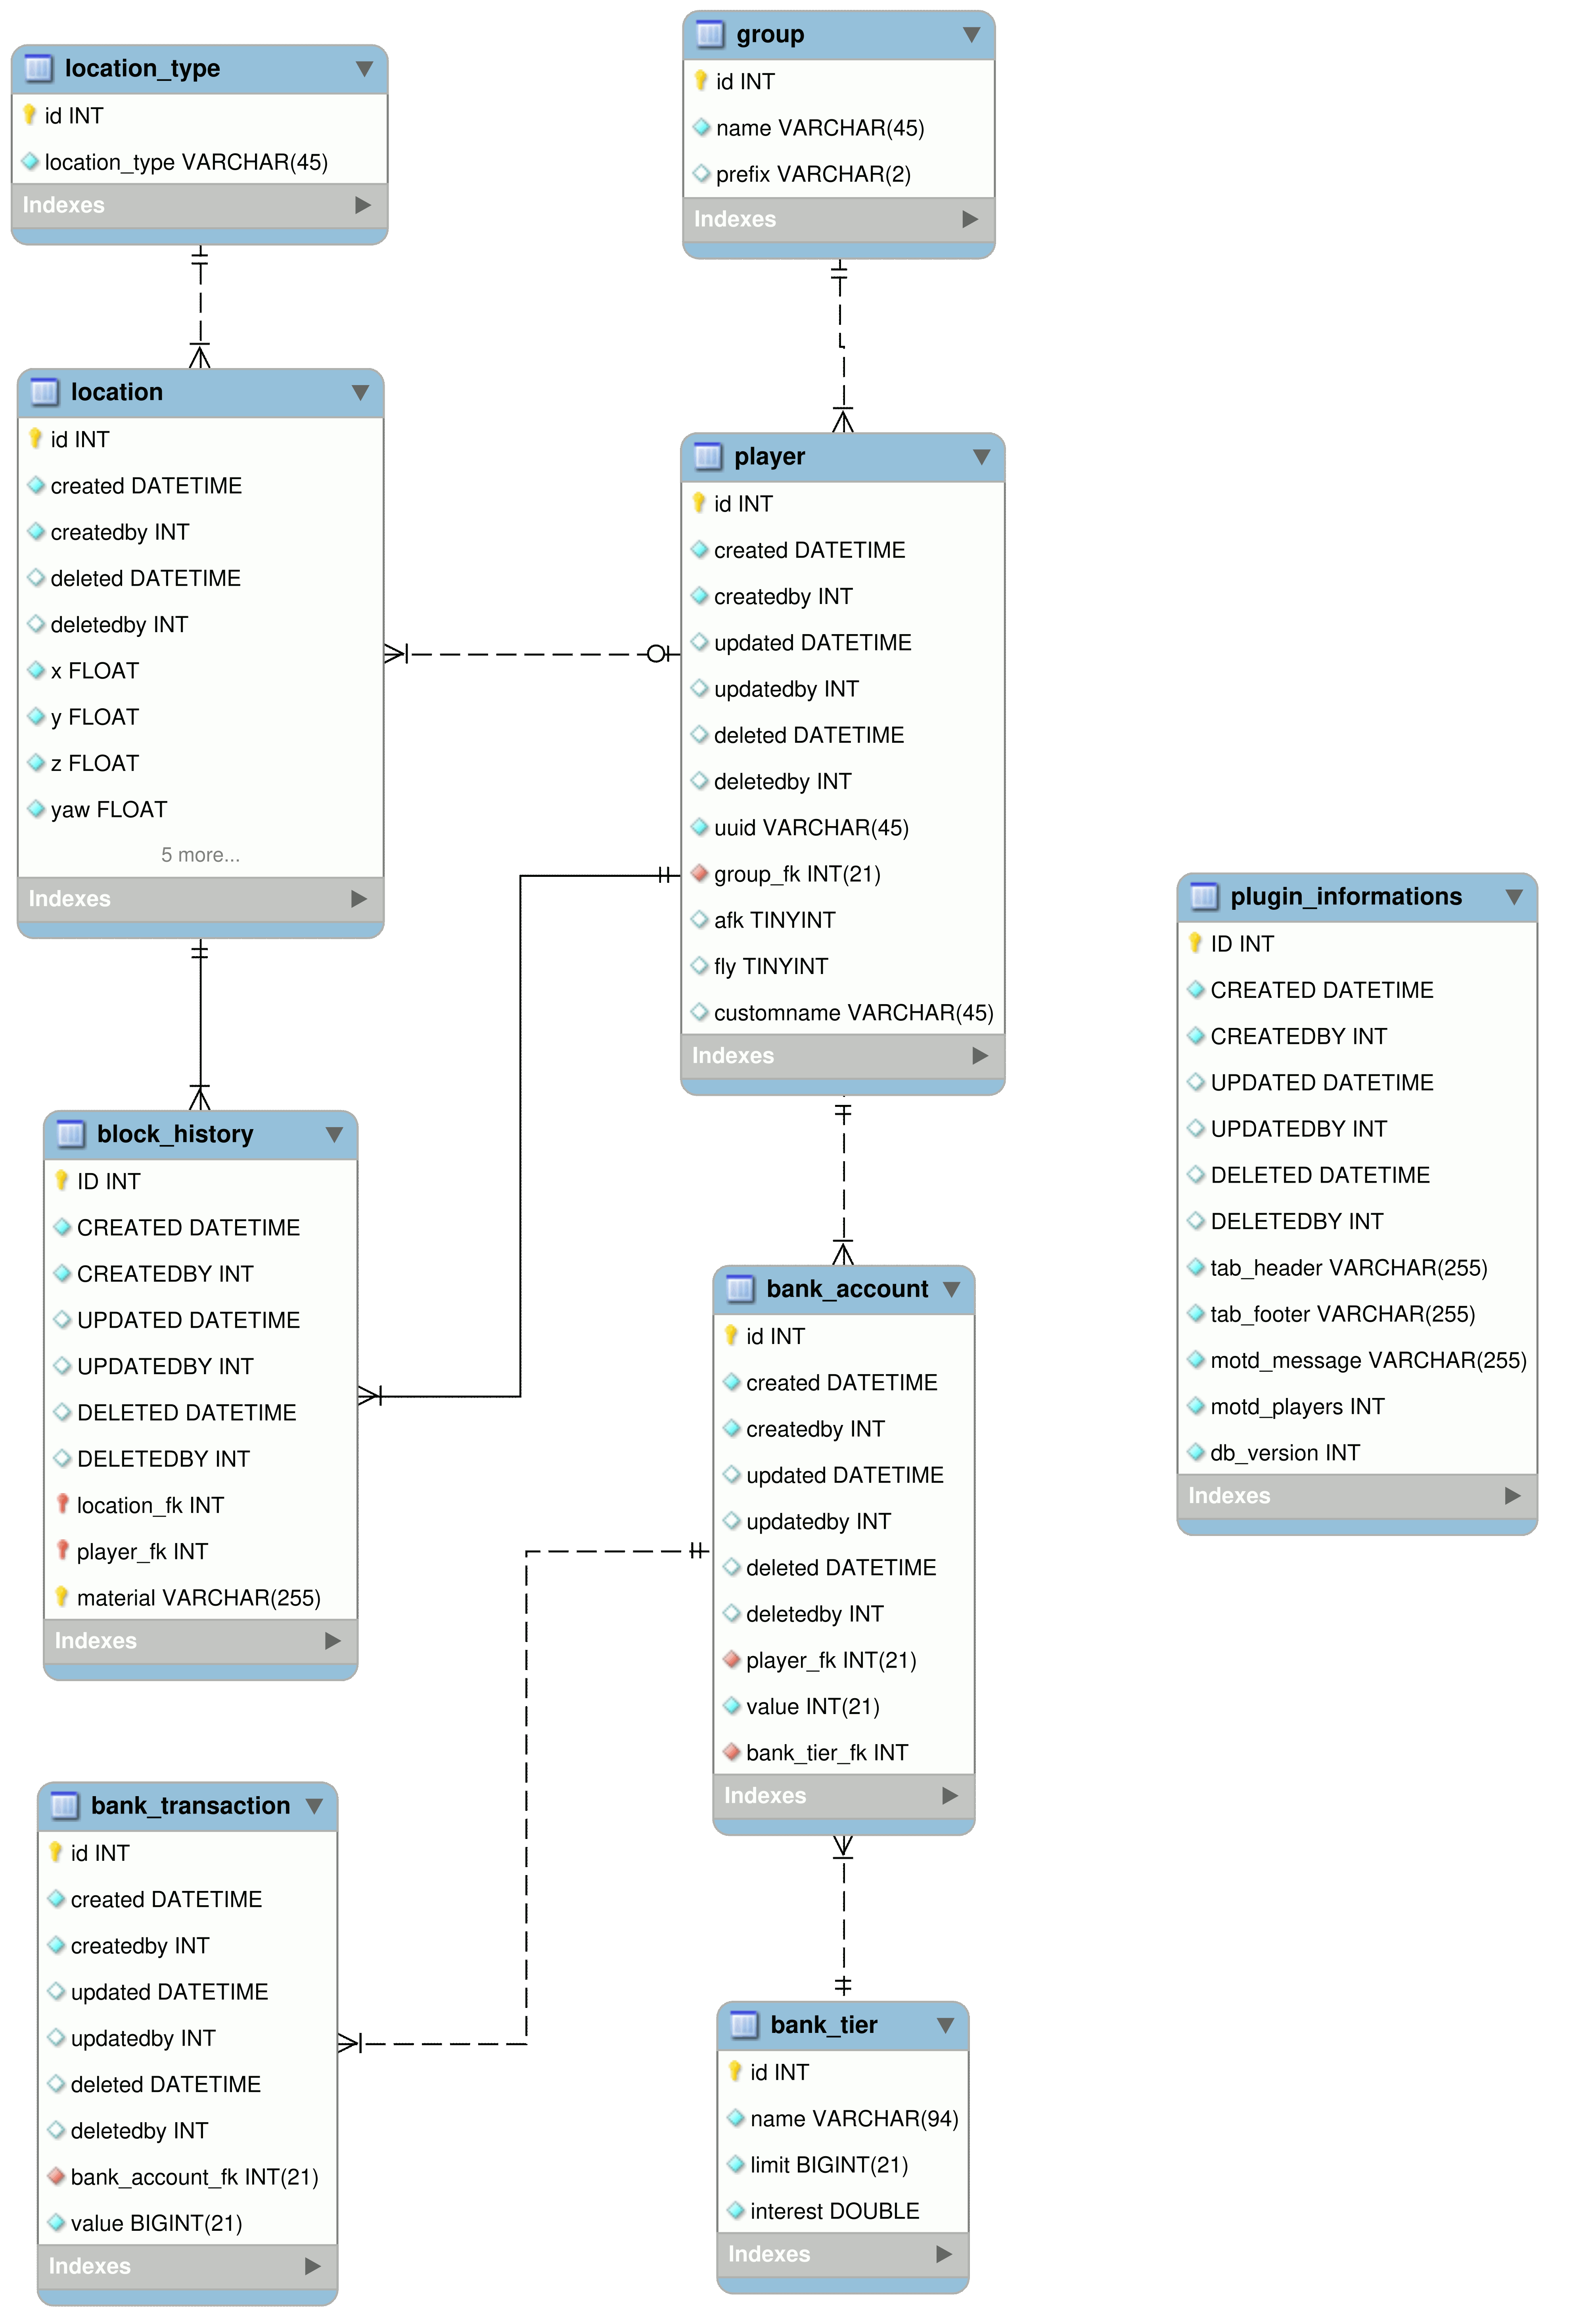 location_type
id INT
location_type VARCHAR(45)
Indexes
group
id INT
name VARCHAR(45)
prefix VARCHAR(2)
Indexes
location
id INT
created DATETIME
createdby INT
deleted DATETIME
deletedby INT
x FLOAT
y FLOAT
z FLOAT
yaw FLOAT
5 more...
Indexes
player
id INT
created DATETIME
createdby INT
updated DATETIME
updatedby INT
deleted DATETIME
deletedby INT
uuid VARCHAR(45)
group_fk INT(21)
afk TINYINT
fly TINYINT
customname VARCHAR(45)
Indexes
plugin_informations
ID INT
CREATED DATETIME
CREATEDBY INT
UPDATED DATETIME
UPDATEDBY INT
DELETED DATETIME
DELETEDBY INT
tab_header VARCHAR(255)
tab_footer VARCHAR(255)
motd_message VARCHAR(255)
motd_players INT
db_version INT
Indexes
block_history
ID INT
CREATED DATETIME
CREATEDBY INT
UPDATED DATETIME
UPDATEDBY INT
DELETED DATETIME
DELETEDBY INT
location_fk INT
player_fk INT
material VARCHAR(255)
Indexes
bank_account
id INT
created DATETIME
createdby INT
updated DATETIME
updatedby INT
deleted DATETIME
deletedby INT
player_fk INT(21)
value INT(21)
bank_tier_fk INT
Indexes
bank_transaction
id INT
created DATETIME
createdby INT
updated DATETIME
updatedby INT
deleted DATETIME
deletedby INT
bank_account_fk INT(21)
value BIGINT(21)
Indexes
bank_tier
id INT
name VARCHAR(94)
limit BIGINT(21)
interest DOUBLE
Indexes